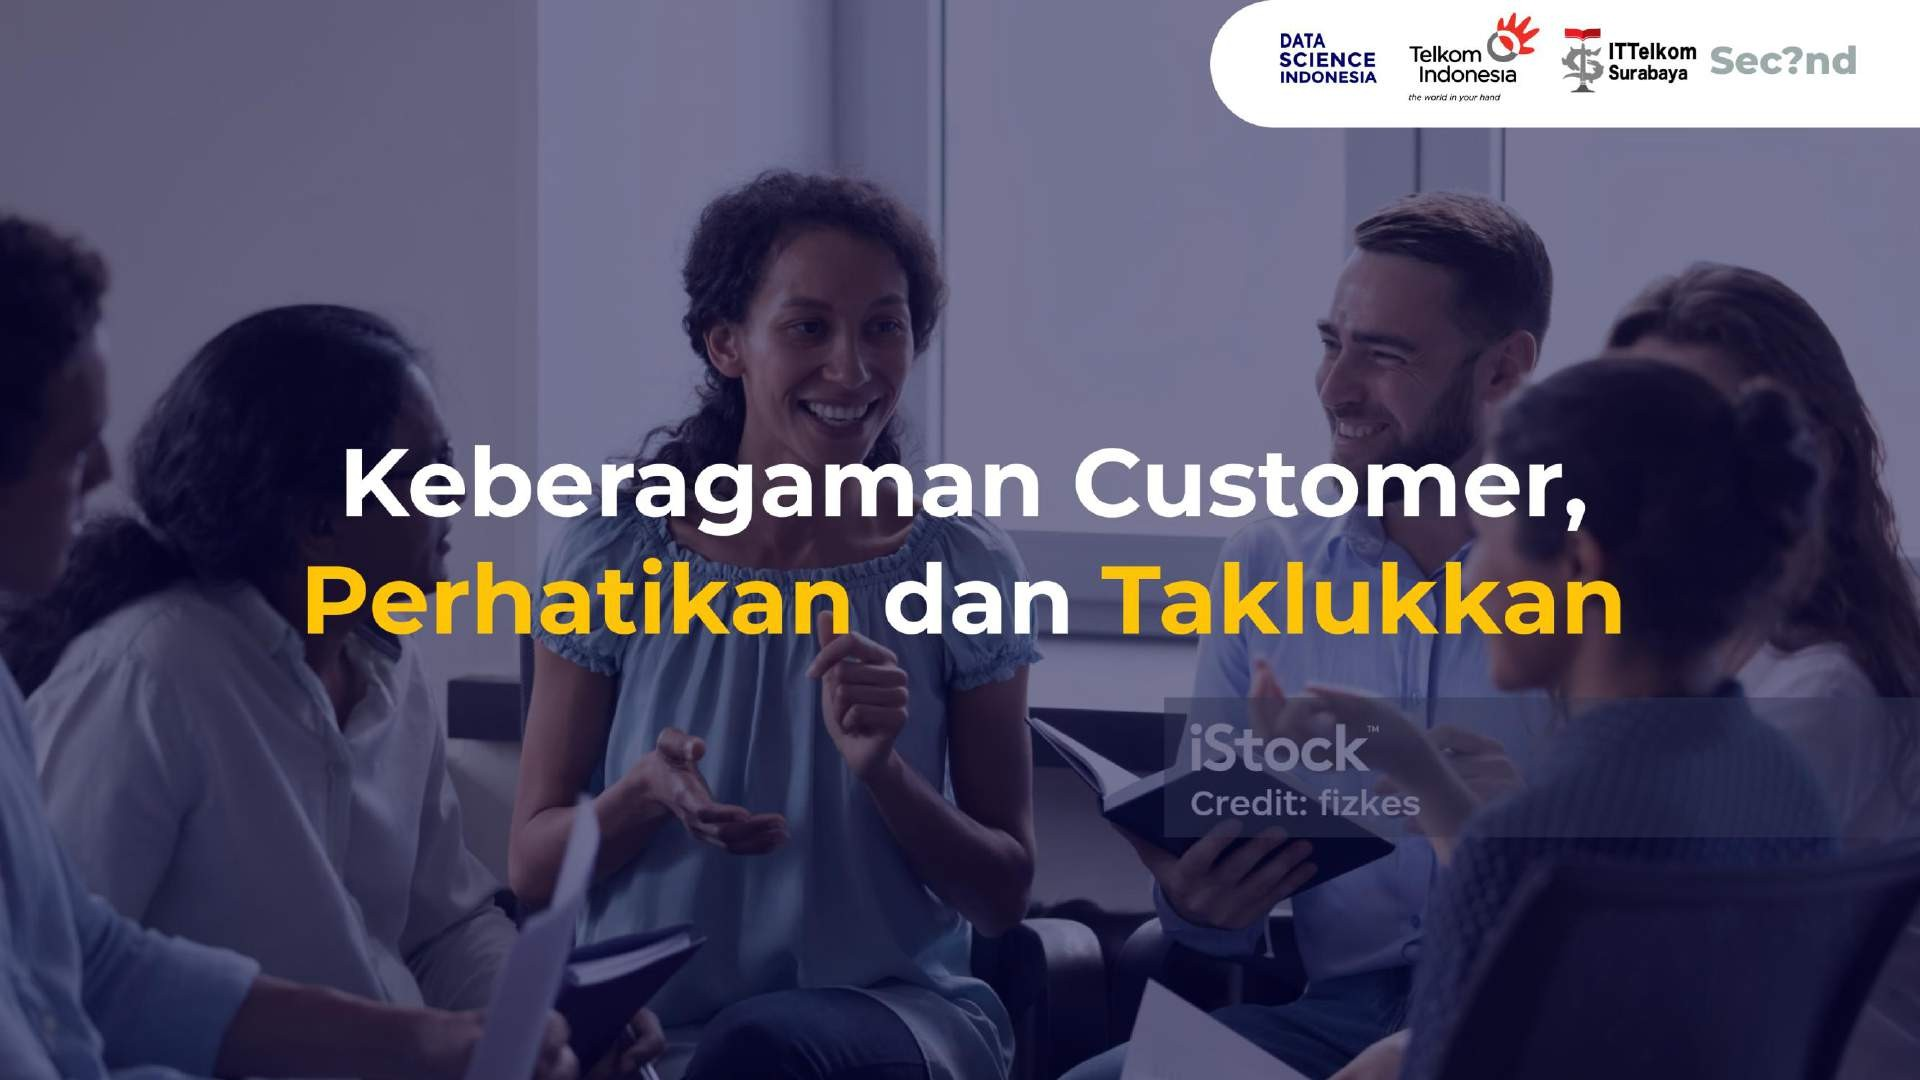 DATA
SCIENCE
INDONESIA
Telkom
Indonesia
the world in your hand
ITTelkom
Surabaya
Sec?nd
Keberagaman Customer,
Perhatikan dan Taklukkan
iStock™
Credit: fizkes